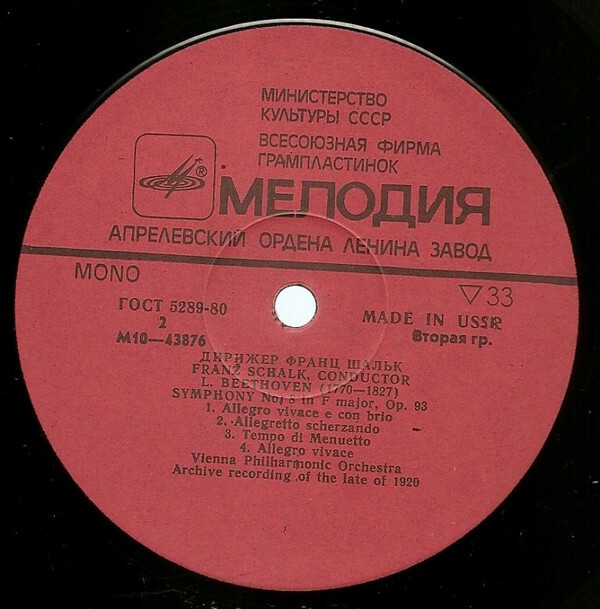 МИНИСТЕРСТВО
КУЛЬТУРЫ СССР
ВСЕСОЮЗНАЯ ФИРМА
ГРАМПЛАСТИНОК
®
МЕЛОДИЯ
АПРЕЛЕВСКИЙ ОРДЕНА ЛЕНИНА ЗАВОД
MONO
▽33
ГОСТ 5289-80
MADE IN USSR
2
Вторая гр.
М10—43876
ДИРИЖЕР ФРАНЦ ШАЛЬК
FRANZ SCHALK, CONDUCTOR
L. BEETHOVEN (1770—1827)
SYMPHONY No. 8 in F major, Op. 93
1. Allegro vivace e con brio
2. Allegretto scherzando
3. Tempo di Menuetto
4. Allegro vivace
Vienna Philharmonic Orchestra
Archive recording of the late of 1920